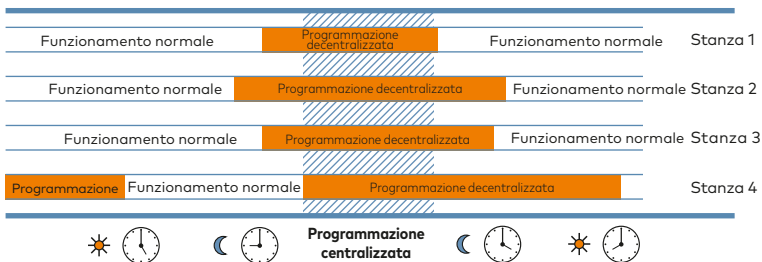 Funzionamento normale Programmazione decentralizzata Funzionamento normale Stanza 1
Funzionamento normale Programmazione decentralizzata Funzionamento normale Stanza 2
Funzionamento normale Programmazione decentralizzata Funzionamento normale Stanza 3
Programmazione Funzionamento normale Programmazione decentralizzata Stanza 4
Programmazione
centralizzata